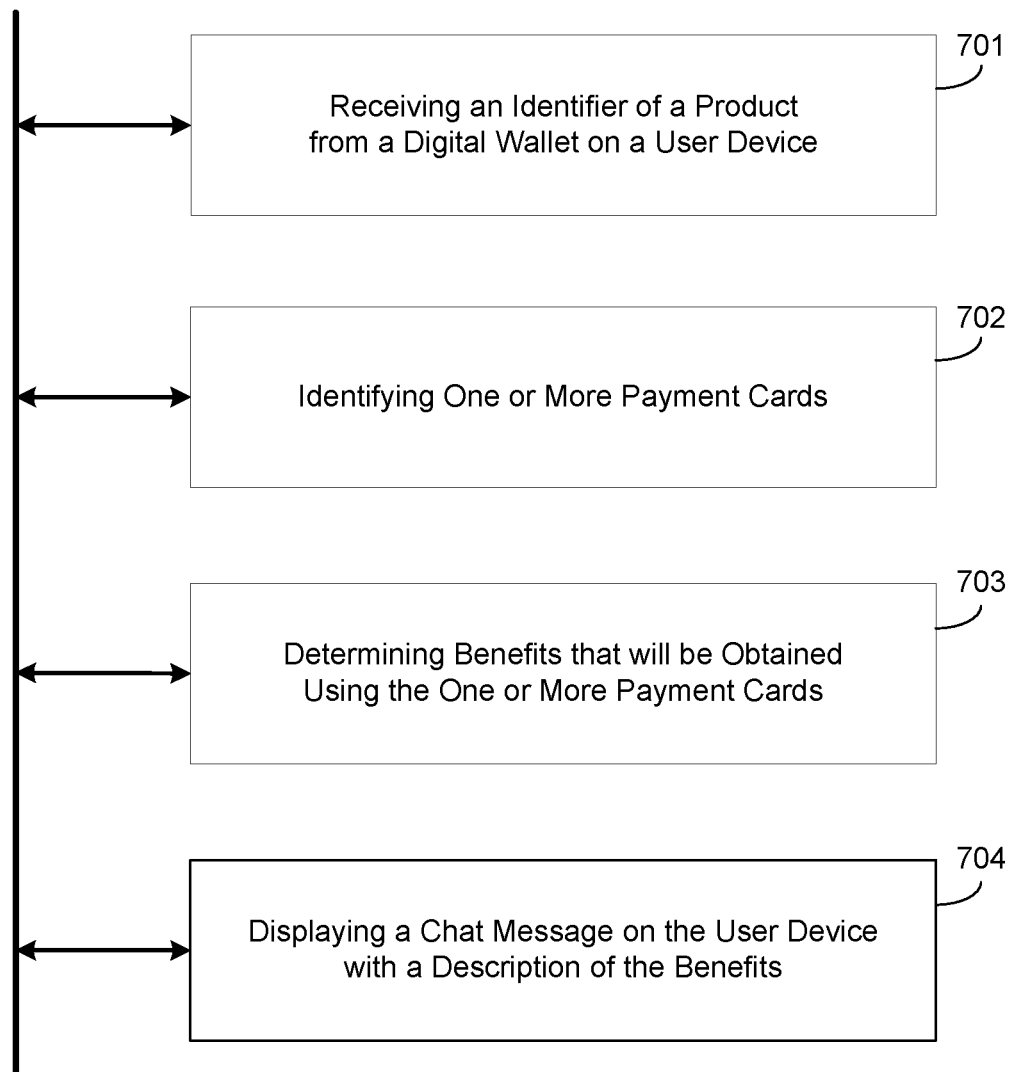 701
Receiving an Identifier of a Product
from a Digital Wallet on a User Device
702
Identifying One or More Payment Cards
703
Determining Benefits that will be Obtained
Using the One or More Payment Cards
704
Displaying a Chat Message on the User Device
with a Description of the Benefits